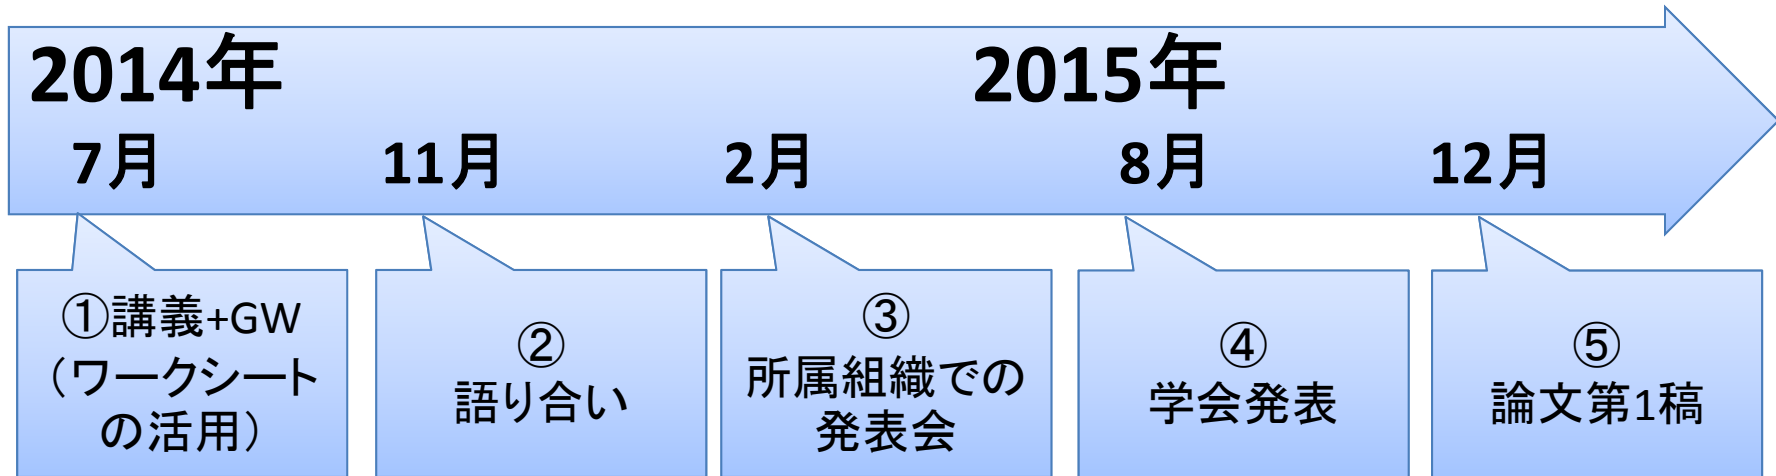 2014年 2015年
7月 11月 2月 8月 12月
①講義+GW
（ワークシート
の活用）
②
語り合い
③
所属組織での
発表会
④
学会発表
⑤
論文第1稿